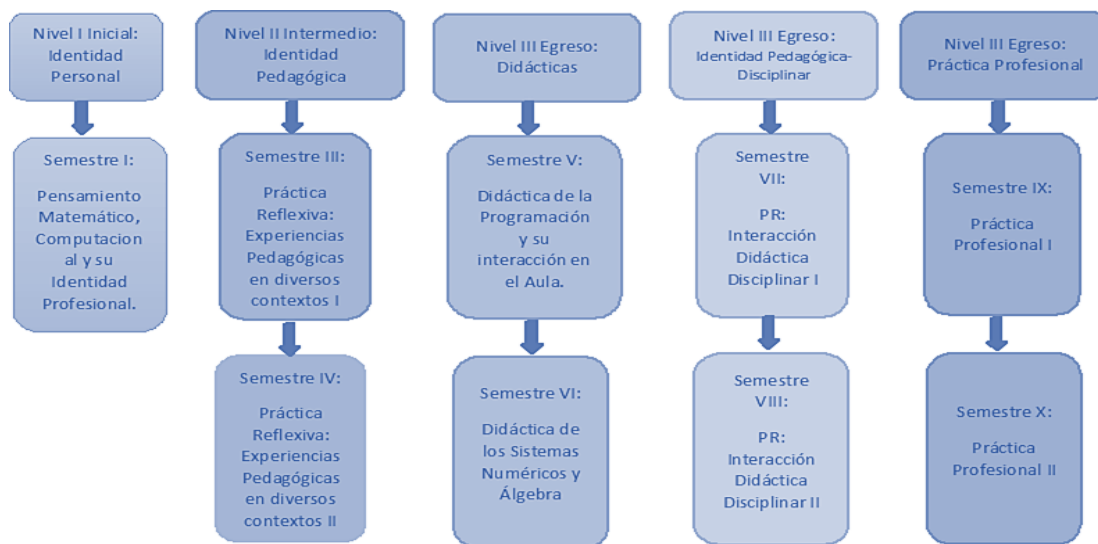 Nivel I Inicial:
Identidad
Personal
Semestre I:
Pensamiento
Matemático,
Computacion
al y su
Identidad
Profesional.
Nivel II Intermedio:
Identidad
Pedagógica
Semestre III:
Práctica
Reflexiva:
Experiencias
Pedagógicas
en diversos
contextos I
Semestre IV:
Práctica
Reflexiva:
Experiencias
Pedagógicas
en diversos
contextos II
Nivel III Egreso:
Didácticas
Semestre V:
Didáctica de la
Programación
y su
interacción en
el Aula.
Semestre VI:
Didáctica de
los Sistemas
Numéricos y
Álgebra
Nivel III Egreso:
Identidad Pedagógica-
Disciplinar
Semestre
VII:
PR:
Interacción
Didáctica
Disciplinar I
Semestre
VIII:
PR:
Interacción
Didáctica
Disciplinar II
Nivel III Egreso:
Práctica Profesional
Semestre IX:
Práctica
Profesional I
Semestre X:
Práctica
Profesional II